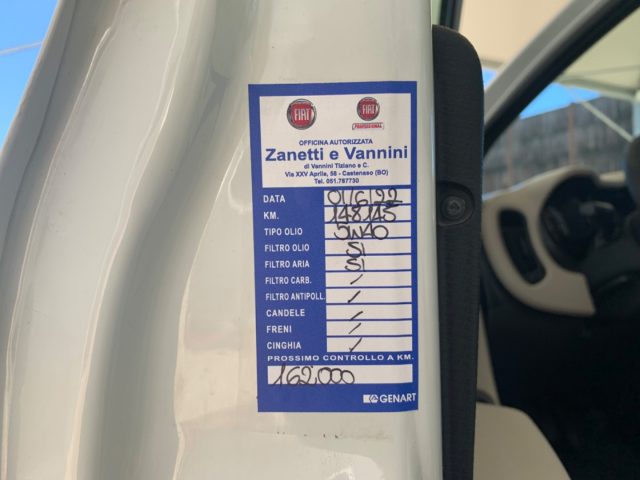 FIAT FIAT
PROFESSIONAL
OFFICINA AUTORIZZATA
Zanetti e Vannini
di Vannini Tiziano e C.
Via XXV Aprile, 58 - Castenaso (BO)
Tel. 051.787730
DATA 01/6/22
KM. 148145
TIPO OLIO 5W40
FILTRO OLIO SI
FILTRO ARIA SI
FILTRO CARB. /
FILTRO ANTIPOLL. /
CANDELE /
FRENI /
CINGHIA /
PROSSIMO CONTROLLO A KM.
162.000
GENART